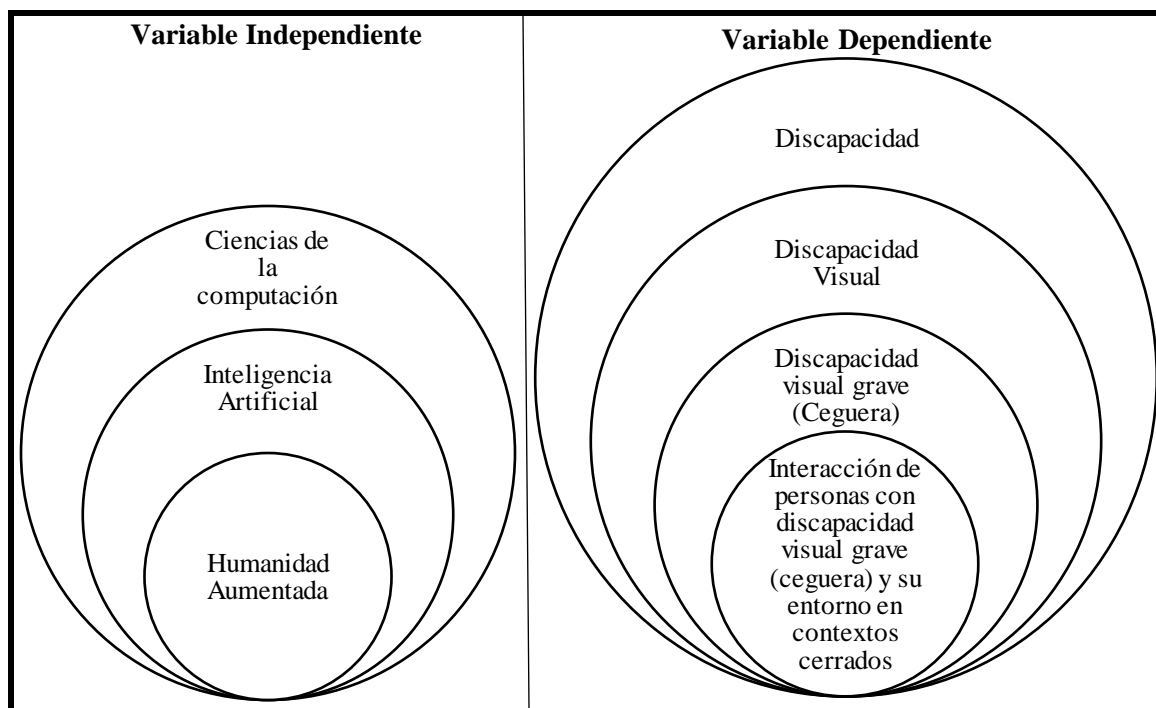 Variable Independiente
Ciencias de
la
computación
Inteligencia
Artificial
Humanidad
Aumentada
Variable Dependiente
Discapacidad
Discapacidad
Visual
Discapacidad
visual grave
(Ceguera)
Interacción de
personas con
discapacidad
visual grave
(ceguera) y su
entorno en
contextos
cerrados